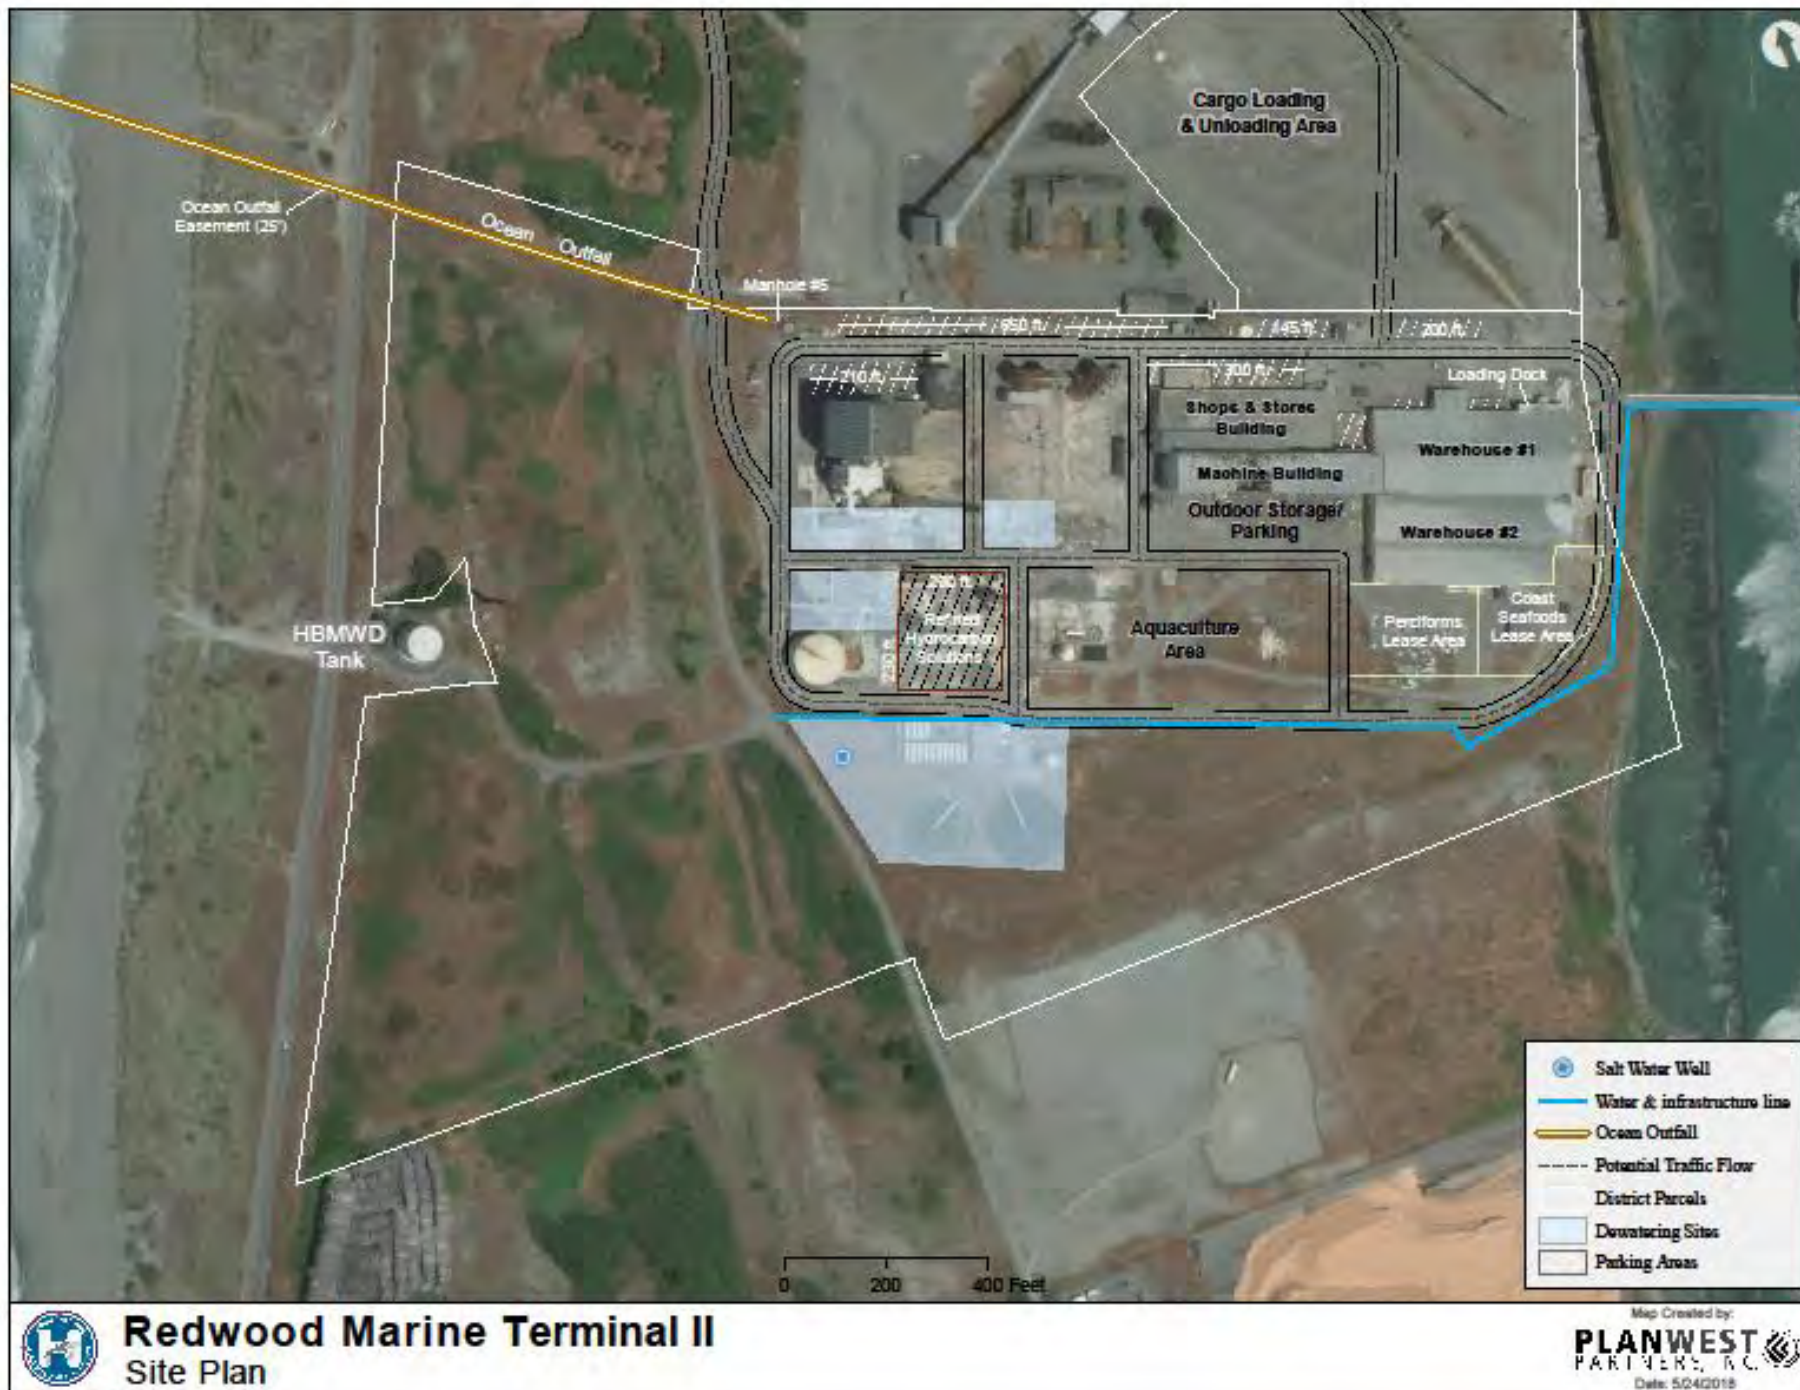 Cargo Loading
& Unloading Area
Ocean Outfall
Easement (25')
Ocean Outfall
Manhole #5
650 ft
145 ft
200 ft
210 ft
300 ft
Loading Dock
Shops & Stores
Building
Warehouse #1
Machine Building
Outdoor Storage/
Parking
Warehouse #2
HBMWD
Tank
Refined
Hydrocarbon
Solutions
230 ft
Aquaculture
Area
Perciforms
Lease Area
Coast
Seafoods
Lease Area
Salt Water Well
Water & infrastructure line
Ocean Outfall
Potential Traffic Flow
District Parcels
Dewatering Sites
Parking Areas
0 200 400 Feet
Redwood Marine Terminal II
Site Plan
Map Created by:
PLANWEST
PARTNERS, INC.
Date: 5/24/2018